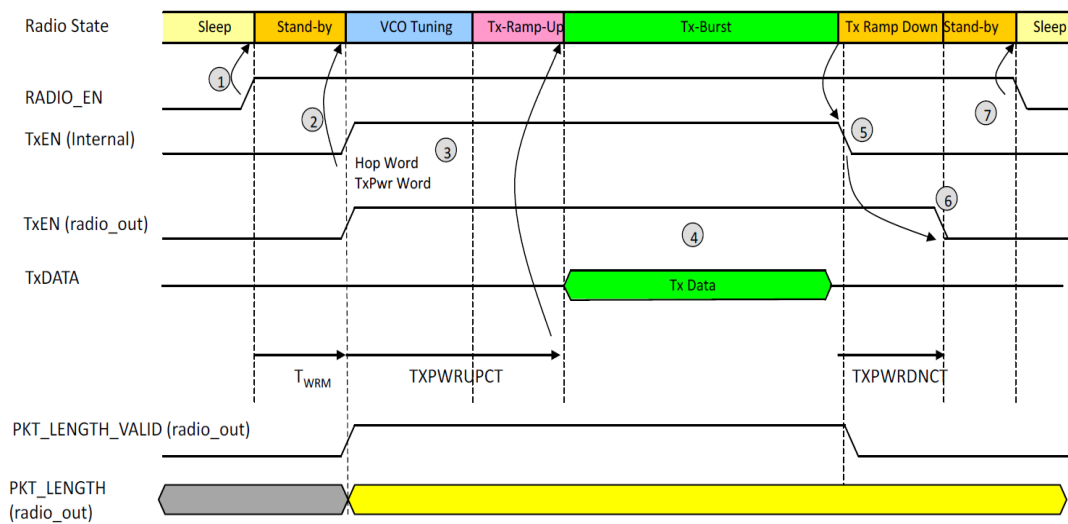 Radio State Sleep Stand-by VCO Tuning Tx-Ramp-Up Tx-Burst Tx Ramp Down Stand-by Sleep
1
RADIO_EN
2
7
TxEN (Internal)
3
5
Hop Word
TxPwr Word
6
TxEN (radio_out)
4
TxDATA
Tx Data
TWRM TXPWRUPCT TXPWRDNCT
PKT_LENGTH_VALID (radio_out)
PKT_LENGTH
(radio_out)